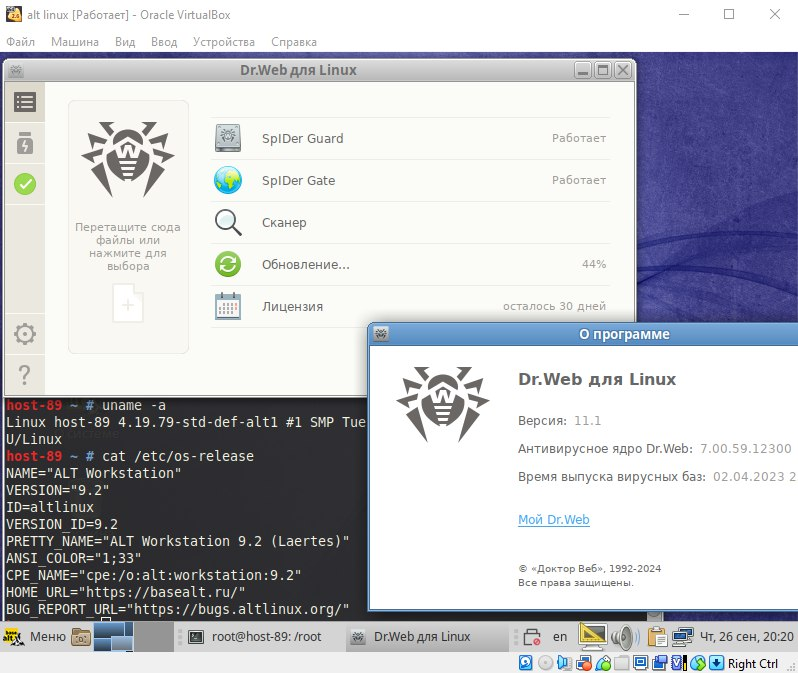 alt linux [Работает] - Oracle VirtualBox
Файл Машина Вид Ввод Устройства Справка
Dr.Web для Linux
SpIDer Guard Работает
SpIDer Gate Работает
Сканер
Обновление... 44%
Лицензия осталось 30 дней
Перетащите сюда
файлы или
нажмите для
выбора
О программе
Dr.Web для Linux
Версия: 11.1
Антивирусное ядро Dr.Web: 7.00.59.12300
Время выпуска вирусных баз: 02.04.2023 2
Мой Dr.Web
© «Доктор Веб», 1992-2024
Все права защищены.
host-89 ~ # uname -a
Linux host-89 4.19.79-std-def-alt1 #1 SMP Tue
U/Linux
host-89 ~ # cat /etc/os-release
NAME="ALT Workstation"
VERSION="9.2"
ID=altlinux
VERSION_ID=9.2
PRETTY_NAME="ALT Workstation 9.2 (Laertes)"
ANSI_COLOR="1;33"
CPE_NAME="cpe:/o:alt:workstation:9.2"
HOME_URL="https://basealt.ru/"
BUG_REPORT_URL="https://bugs.altlinux.org/"
Меню root@host-89: /root Dr.Web для Linux en Чт, 26 сен, 20:20
Right Ctrl